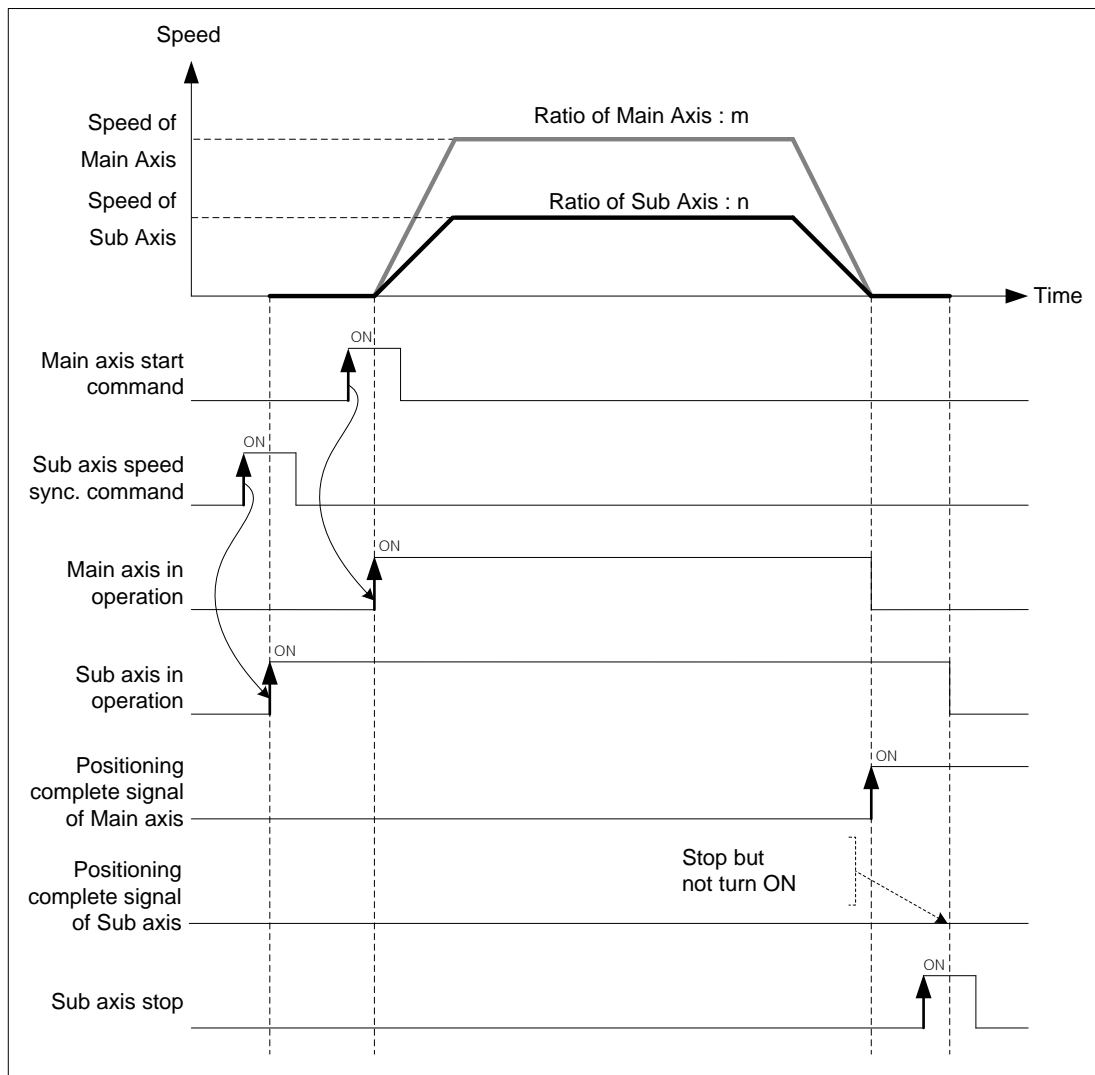 Speed
Speed of
Main Axis
Ratio of Main Axis : m
Speed of
Sub Axis
Ratio of Sub Axis : n
Time
ON
Main axis start
command
ON
Sub axis speed
sync. command
ON
Main axis in
operation
ON
Sub axis in
operation
ON
Positioning
complete signal
of Main axis
Stop but
not turn ON
Positioning
complete signal
of Sub axis
ON
Sub axis stop